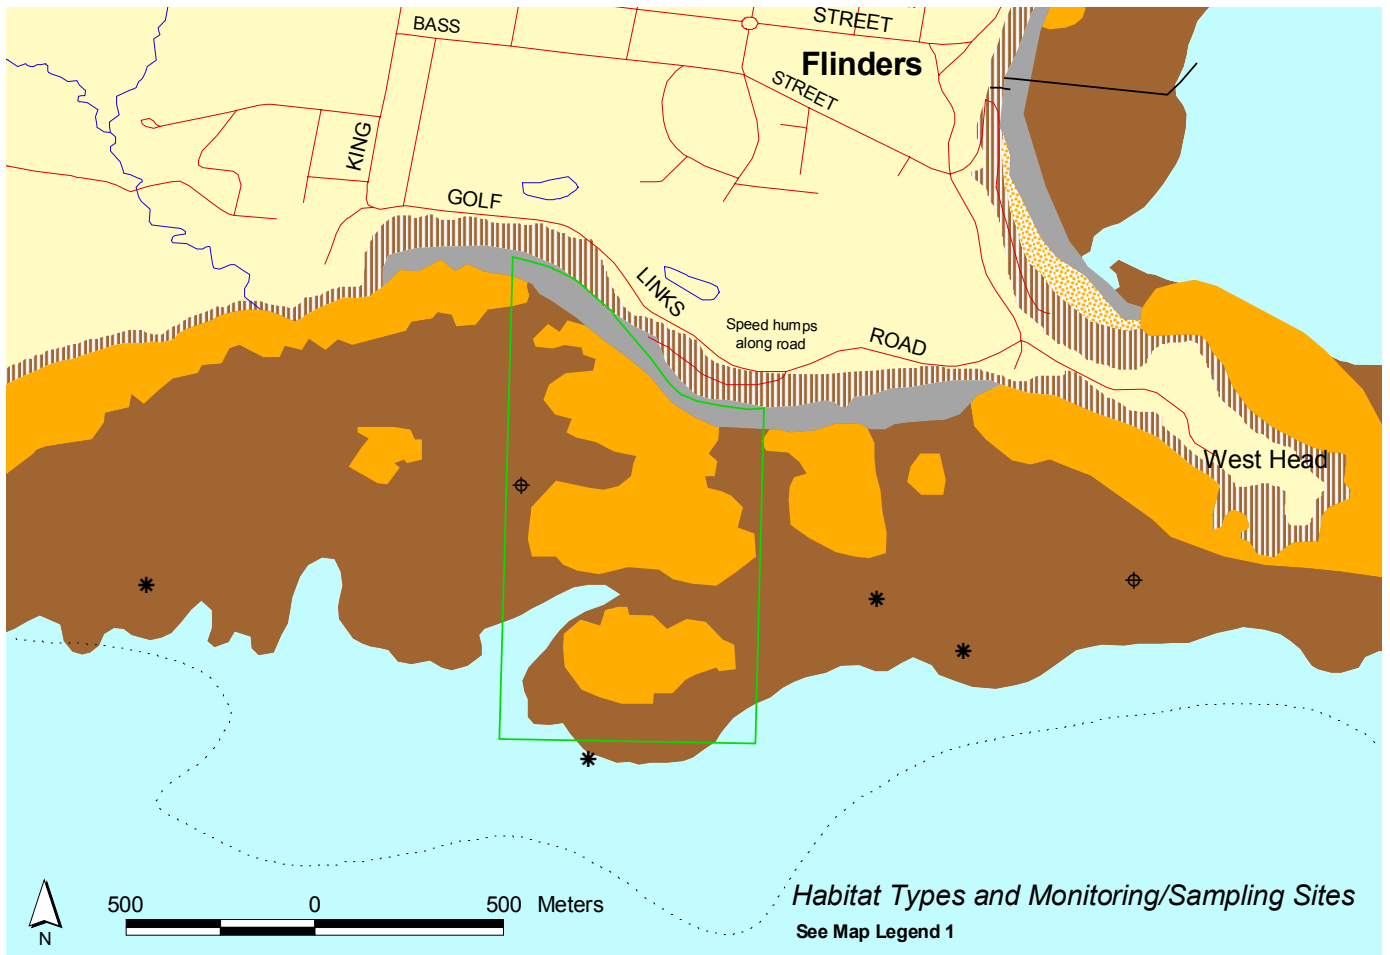 BASS
STREET
Flinders
STREET
KING
GOLF
LINKS
Speed humps
along road
ROAD
West Head
500 0 500 Meters
N
Habitat Types and Monitoring/Sampling Sites
See Map Legend 1